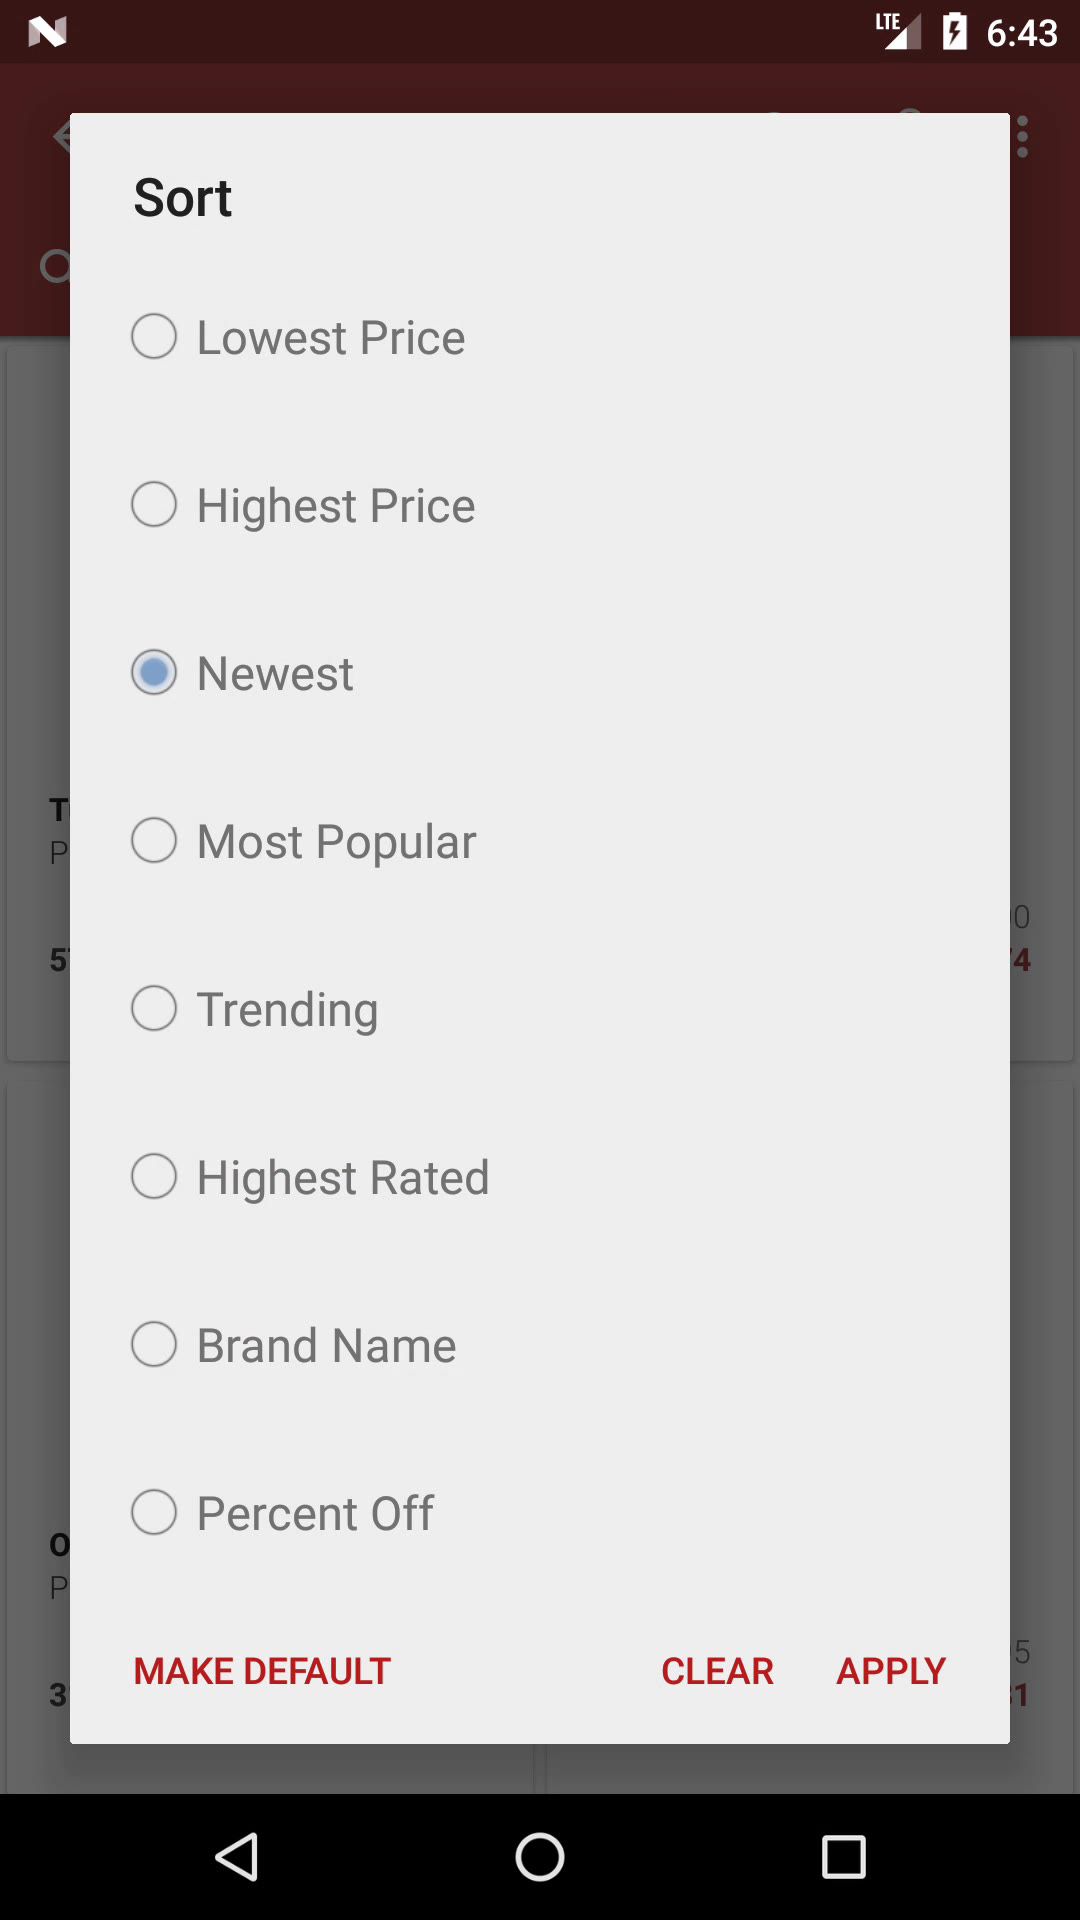 LTE 6:43
Sort
Lowest Price
Highest Price
Newest
Most Popular
Trending
Highest Rated
Brand Name
Percent Off
MAKE DEFAULT CLEAR APPLY